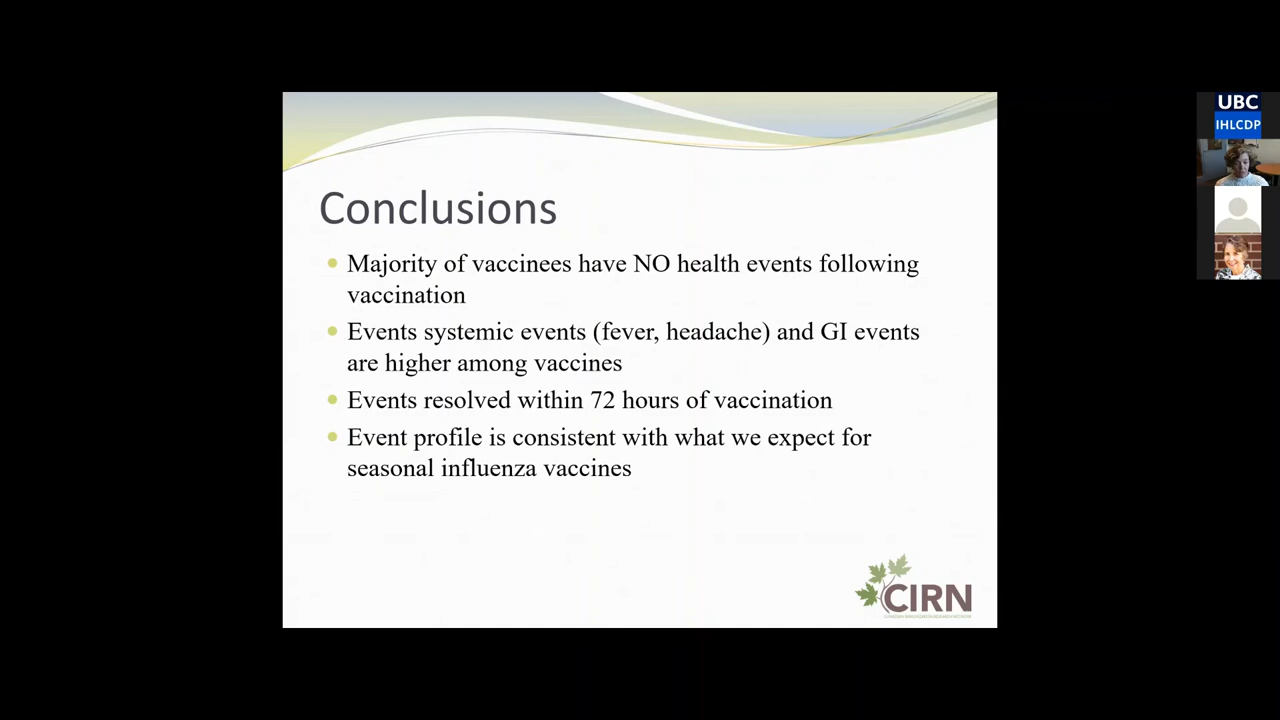 Conclusions
Majority of vaccinees have NO health events following
vaccination
Events systemic events (fever, headache) and GI events
are higher among vaccines
Events resolved within 72 hours of vaccination
Event profile is consistent with what we expect for
seasonal influenza vaccines
CIRN
UBC
IHLCDP